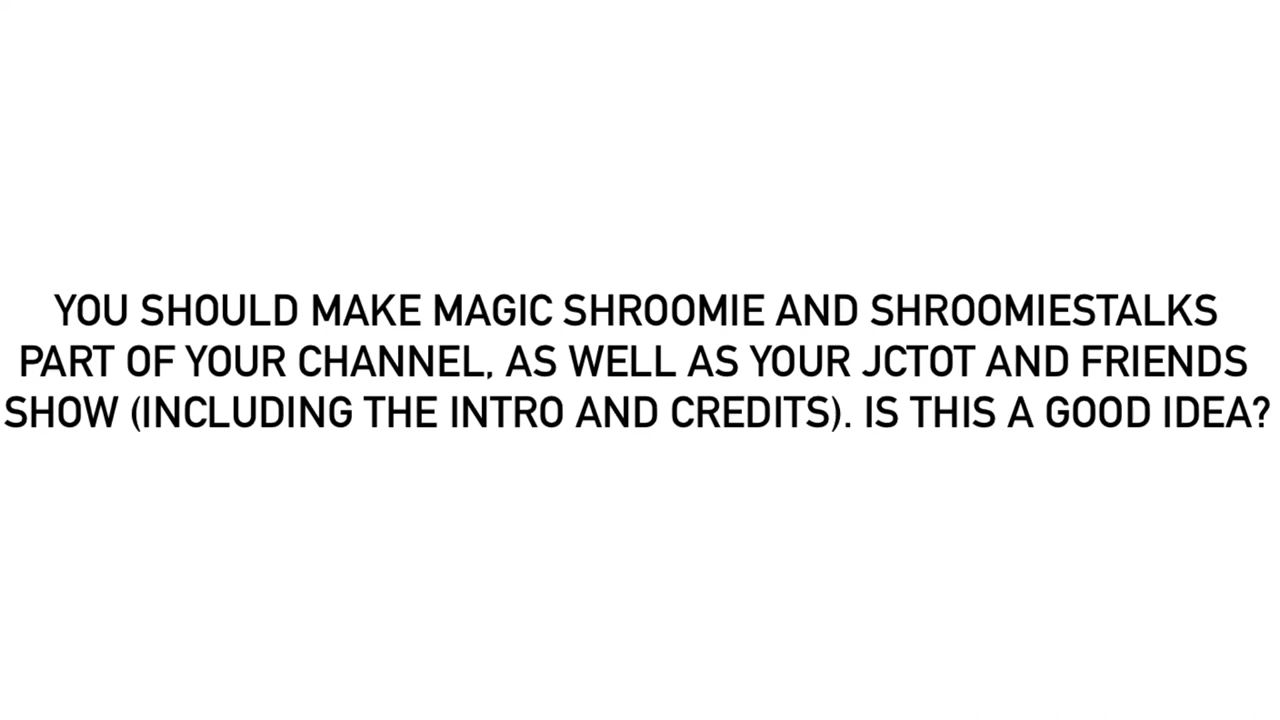 YOU SHOULD MAKE MAGIC SHROOMIE AND SHROOMIESTALKS
PART OF YOUR CHANNEL, AS WELL AS YOUR JCTOT AND FRIENDS
SHOW (INCLUDING THE INTRO AND CREDITS). IS THIS A GOOD IDEA?